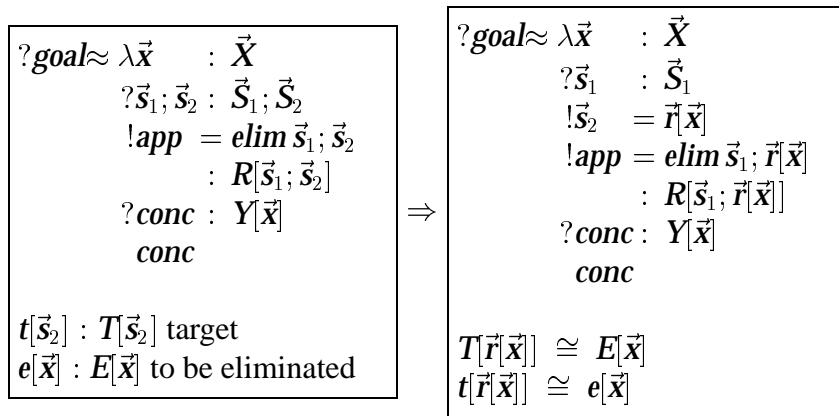 ?goal≈ λx⃗ : X⃗
?s⃗₁; s⃗₂ : S⃗₁; S⃗₂
!app = elim s⃗₁; s⃗₂
: R[s⃗₁; s⃗₂]
?conc : Y[x⃗]
conc
t[s⃗₂] : T[s⃗₂] target
e[x⃗] : E[x⃗] to be eliminated
⇒
?goal≈ λx⃗ : X⃗
?s⃗₁ : S⃗₁
!s⃗₂ = r⃗[x⃗]
!app = elim s⃗₁; r⃗[x⃗]
: R[s⃗₁; r⃗[x⃗]]
?conc : Y[x⃗]
conc
T[r⃗[x⃗]] ≅ E[x⃗]
t[r⃗[x⃗]] ≅ e[x⃗]